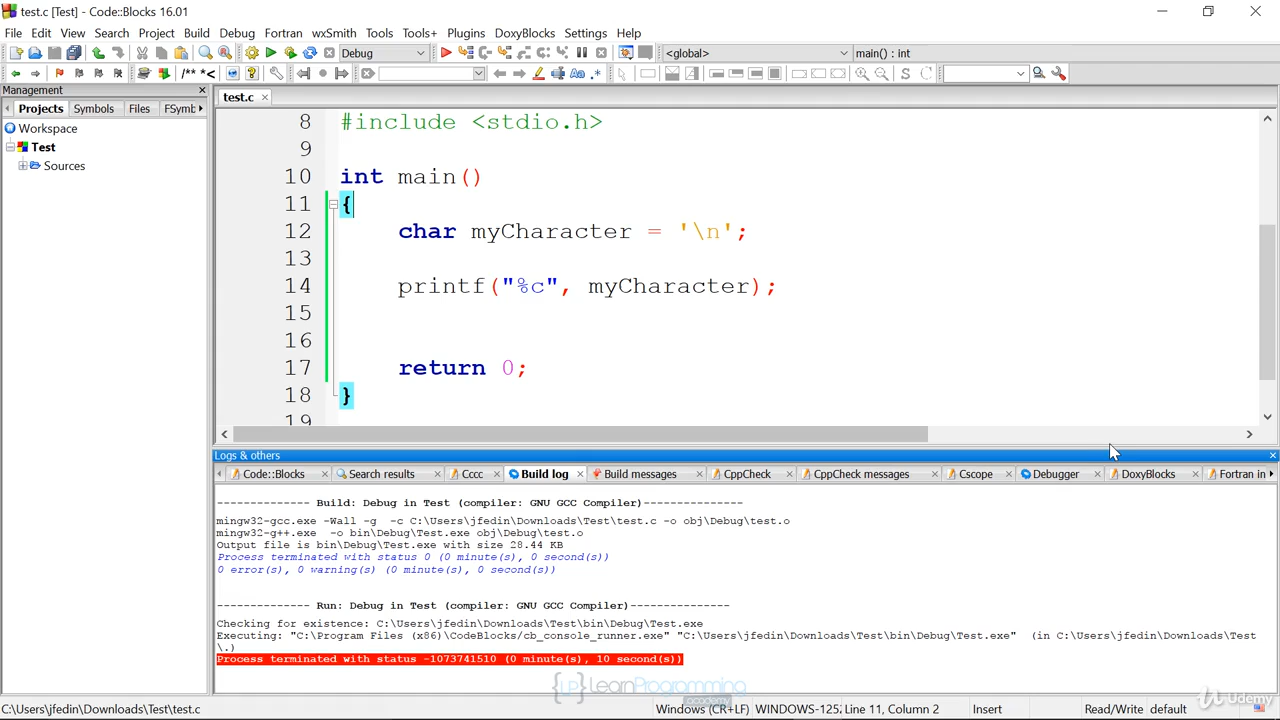 test.c [Test] - Code::Blocks 16.01
File Edit View Search Project Build Debug Fortran wxSmith Tools Tools+ Plugins DoxyBlocks Settings Help
Debug <global> main() : int
/** *< Aa .* S C
Management
Projects Symbols Files FSymb
Workspace
Test
Sources
test.c
8 #include <stdio.h>
9
10 int main()
11 {
12 char myCharacter = '\n';
13
14 printf("%c", myCharacter);
15
16
17 return 0;
18 }
19
Logs & others
Code::Blocks Search results Cccc Build log Build messages CppCheck CppCheck messages Cscope Debugger DoxyBlocks Fortran in
-------------- Build: Debug in Test (compiler: GNU GCC Compiler)---------------
mingw32-gcc.exe -Wall -g -c C:\Users\jfedin\Downloads\Test\test.c -o obj\Debug\test.o
mingw32-g++.exe -o bin\Debug\Test.exe obj\Debug\test.o
Output file is bin\Debug\Test.exe with size 28.44 KB
Process terminated with status 0 (0 minute(s), 0 second(s))
0 error(s), 0 warning(s) (0 minute(s), 0 second(s))
-------------- Run: Debug in Test (compiler: GNU GCC Compiler)---------------
Checking for existence: C:\Users\jfedin\Downloads\Test\bin\Debug\Test.exe
Executing: "C:\Program Files (x86)\CodeBlocks/cb_console_runner.exe" "C:\Users\jfedin\Downloads\Test\bin\Debug\Test.exe" (in C:\Users\jfedin\Downloads\Test
\.)
Process terminated with status -1073741510 (0 minute(s), 10 second(s))
{LP} LearnProgramming
academy
Udemy
C:\Users\jfedin\Downloads\Test\test.c Windows (CR+LF) WINDOWS-125 Line 11, Column 2 Insert Read/Write default